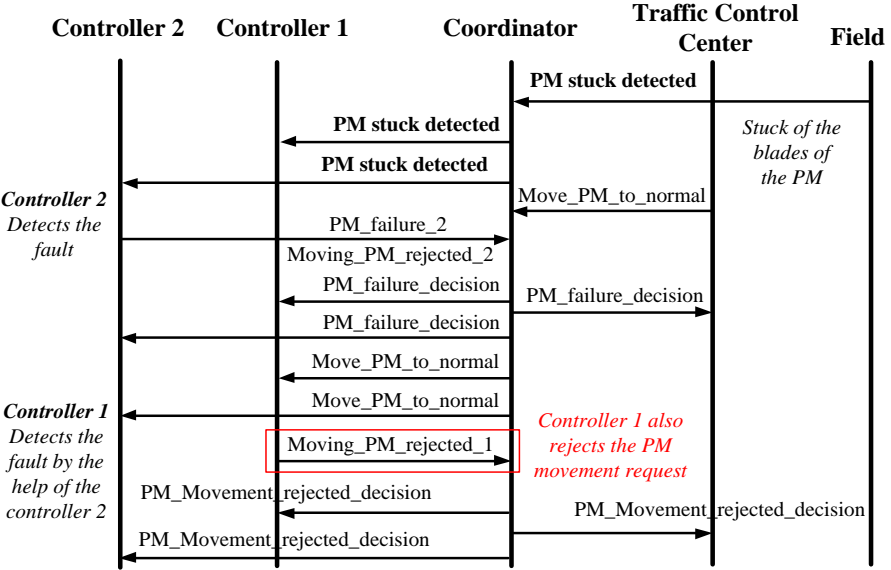 Controller 2
Controller 1
Coordinator
Traffic Control
Center
Field
PM stuck detected
PM stuck detected
Stuck of the
blades of
the PM
PM stuck detected
Controller 2
Detects the
fault
Move_PM_to_normal
PM_failure_2
Moving_PM_rejected_2
PM_failure_decision
PM_failure_decision
PM_failure_decision
Move_PM_to_normal
Move_PM_to_normal
Controller 1
Detects the
fault by the
help of the
controller 2
Controller 1 also
rejects the PM
movement request
Moving_PM_rejected_1
PM_Movement_rejected_decision
PM_Movement_rejected_decision
PM_Movement_rejected_decision